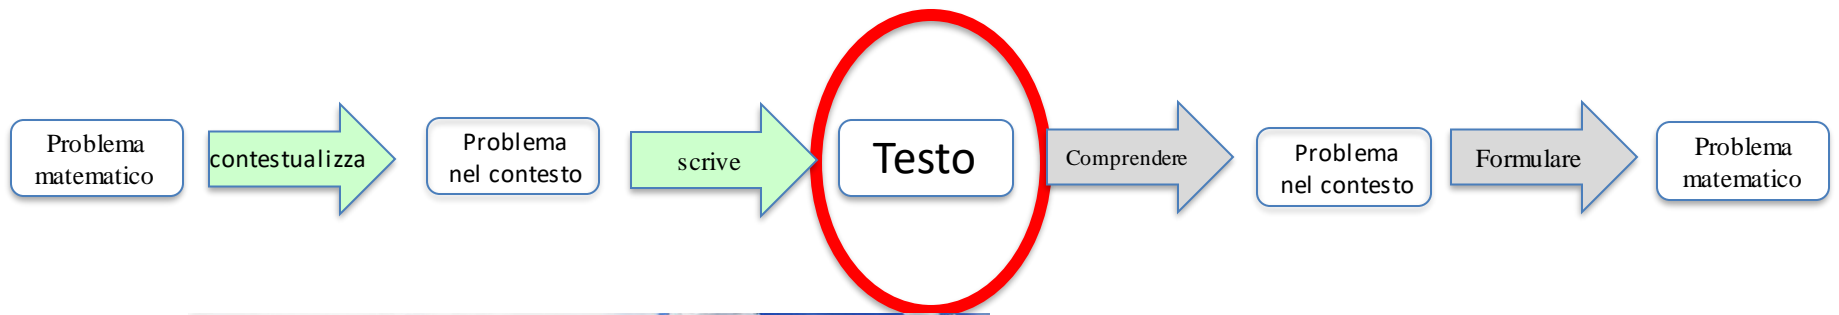 Problema
matematico
contestualizza
Problema
nel contesto
scrive
Testo
Comprendere
Problema
nel contesto
Formulare
Problema
matematico